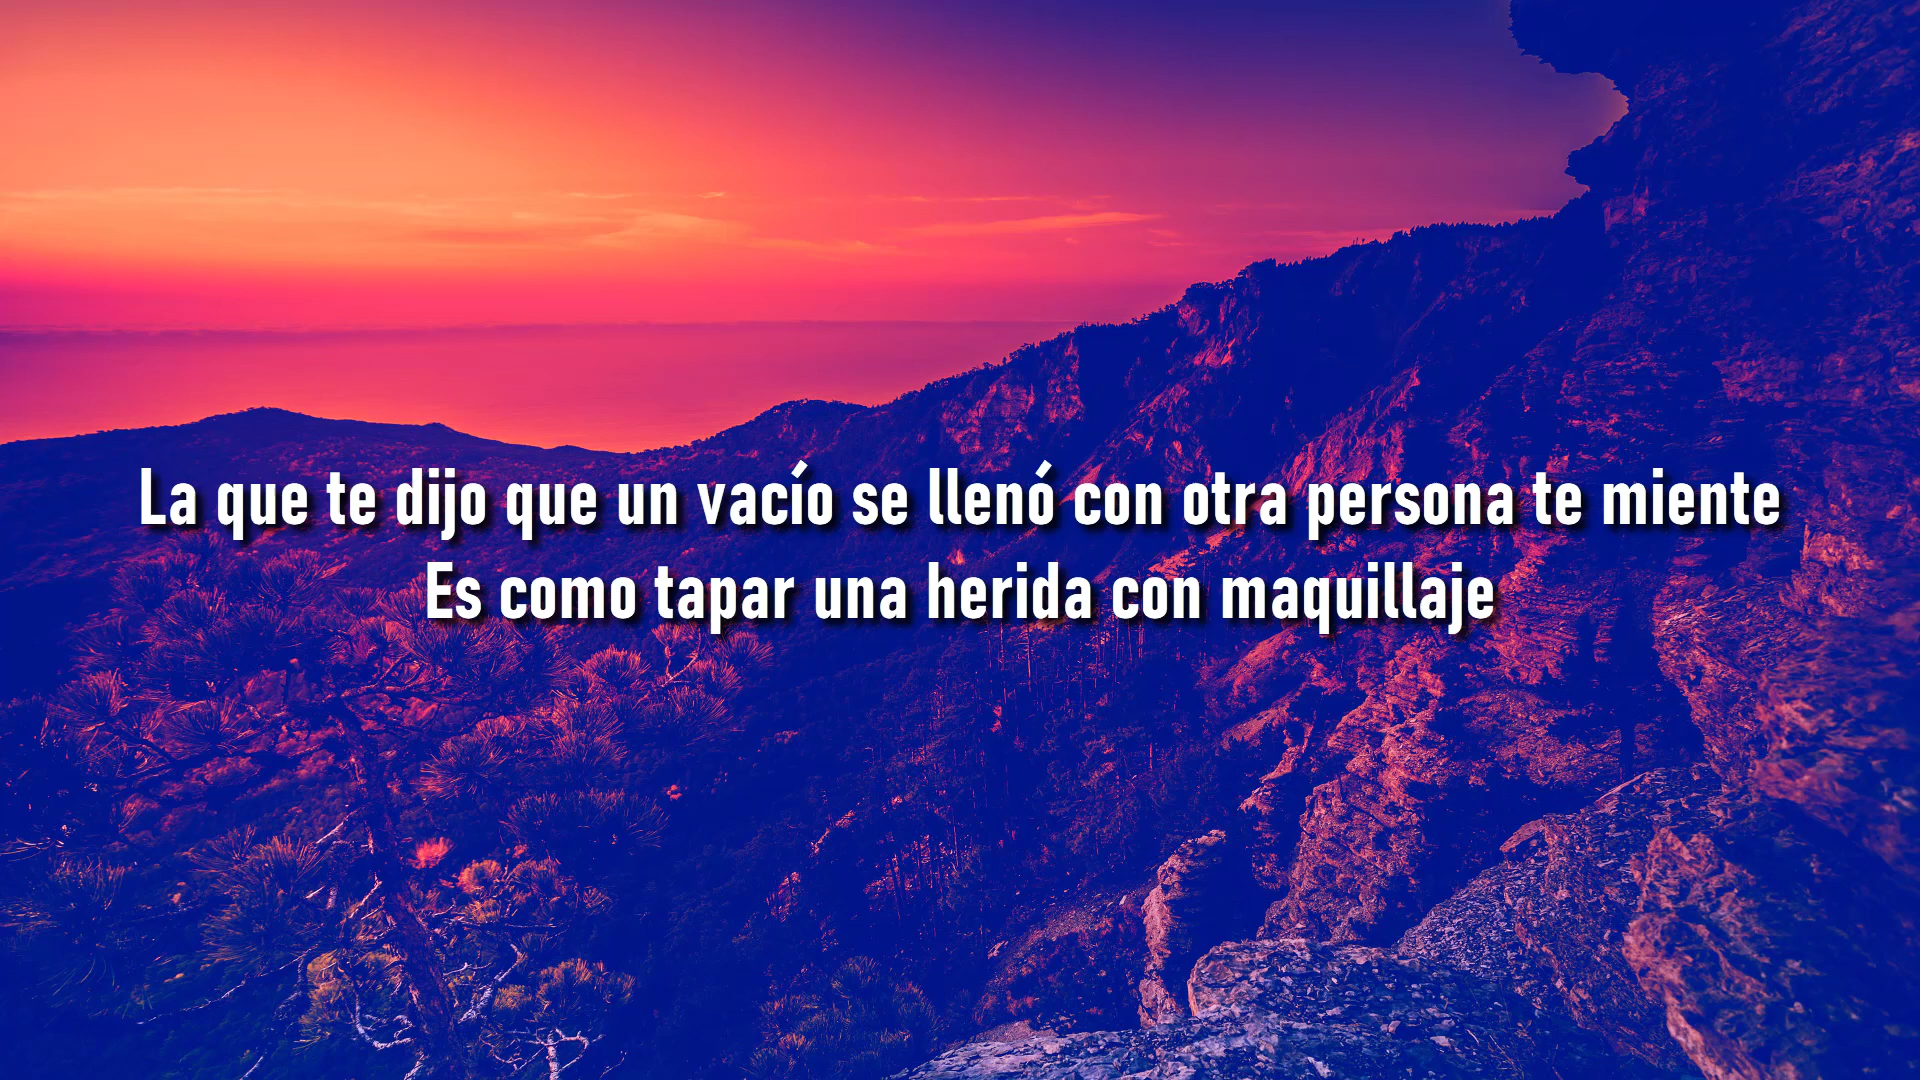 La que te dijo que un vacío se llenó con otra persona te miente
Es como tapar una herida con maquillaje